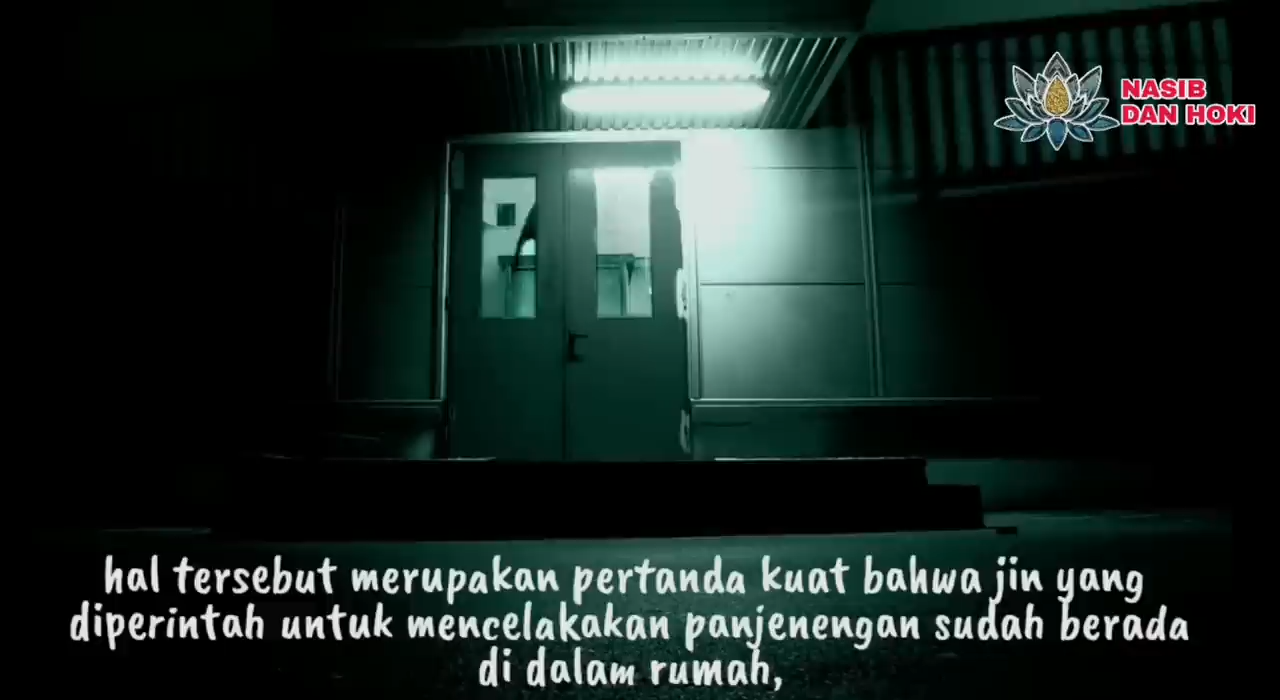 NASIB
DAN HOKI
hal tersebut merupakan pertanda kuat bahwa jin yang
diperintah untuk mencelakakan panjenengan sudah berada
di dalam rumah,